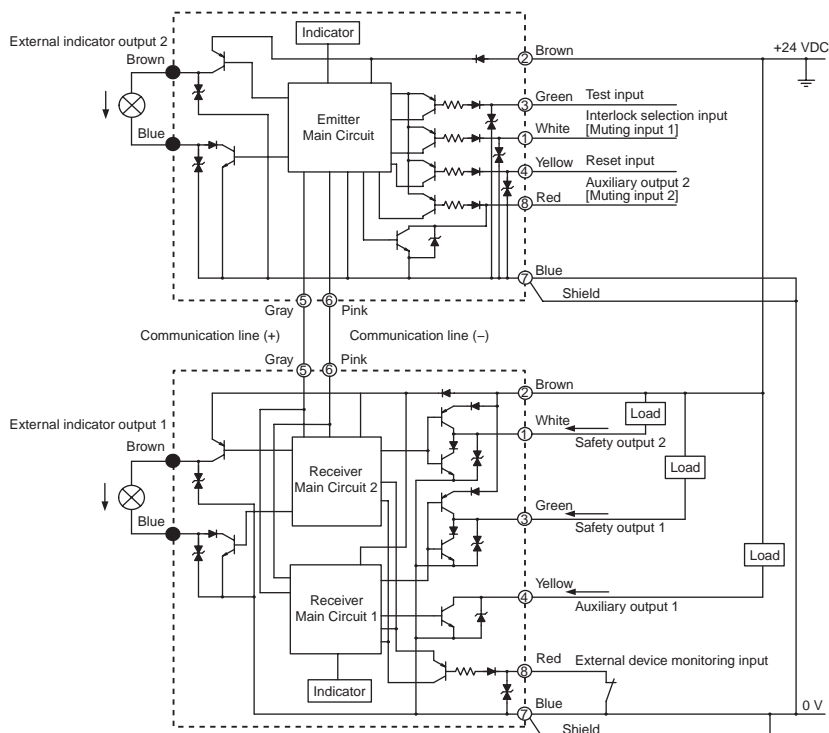 External indicator output 2
Brown
Blue
Indicator
Emitter
Main Circuit
② Brown
+24 VDC
③ Green
Test input
① White
Interlock selection input
[Muting input 1]
④ Yellow
Reset input
⑧ Red
Auxiliary output 2
[Muting input 2]
⑦ Blue
Shield
Gray ⑤ ⑥ Pink
Communication line (+)
Communication line (−)
Gray ⑤ ⑥ Pink
External indicator output 1
Brown
Blue
Receiver
Main Circuit 2
Receiver
Main Circuit 1
Indicator
② Brown
Load
① White
Safety output 2
Load
③ Green
Safety output 1
Load
④ Yellow
Auxiliary output 1
⑧ Red
External device monitoring input
⑦ Blue
0 V
Shield